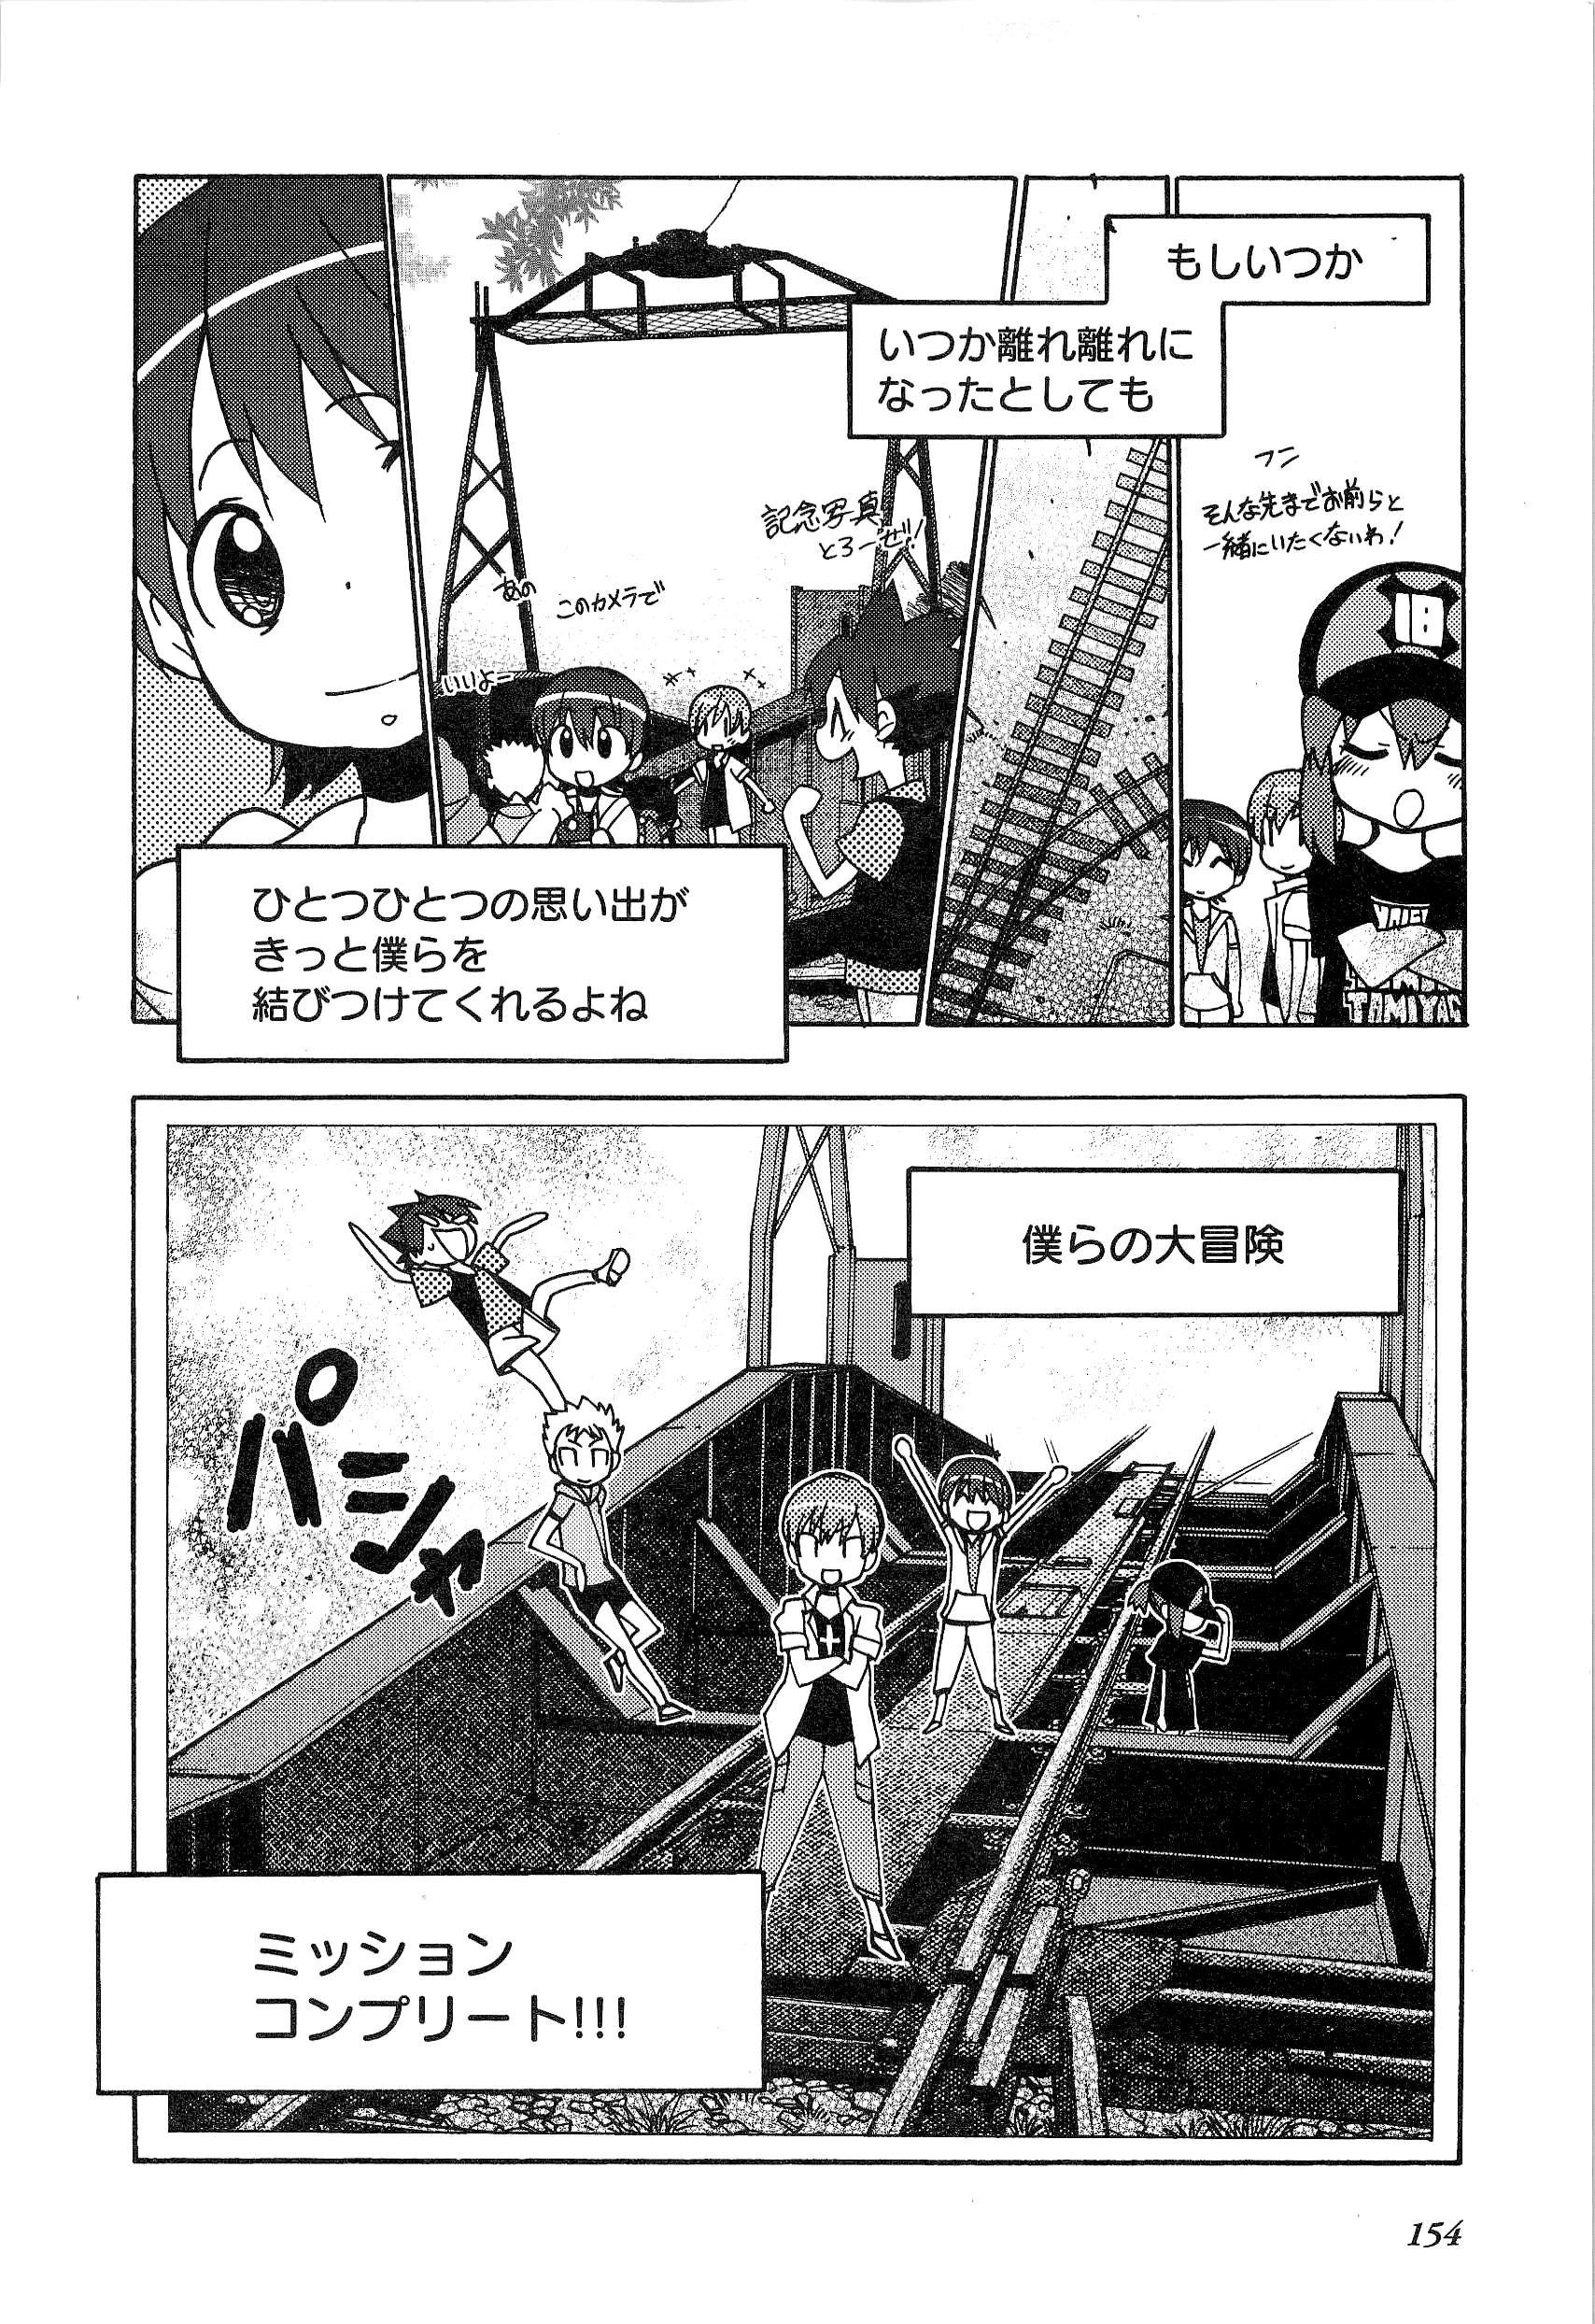 もしいつか
いつか離れ離れに
なったとしても
フン
そんな先までお前らと
一緒にいたくないわ!
記念写真
とろーぜ!!
あの
このカメラで
いいよー
ひとつひとつの思い出が
きっと僕らを
結びつけてくれるよね
僕らの大冒険
パシャ
ミッション
コンプリート!!!
154